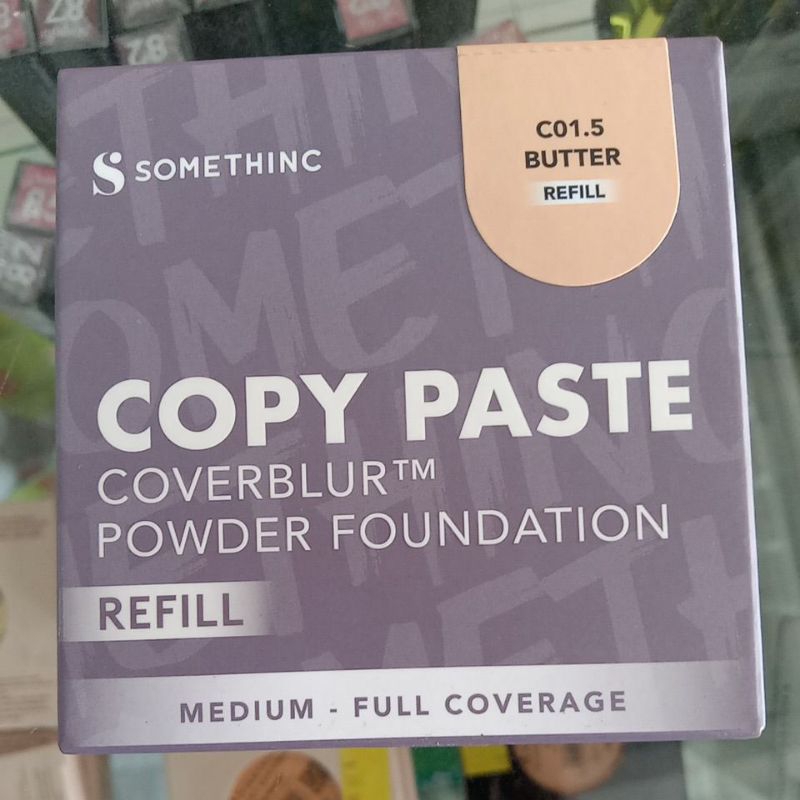 SOMETHINC
C01.5
BUTTER
REFILL
COPY PASTE
COVERBLUR™
POWDER FOUNDATION
REFILL
MEDIUM - FULL COVERAGE